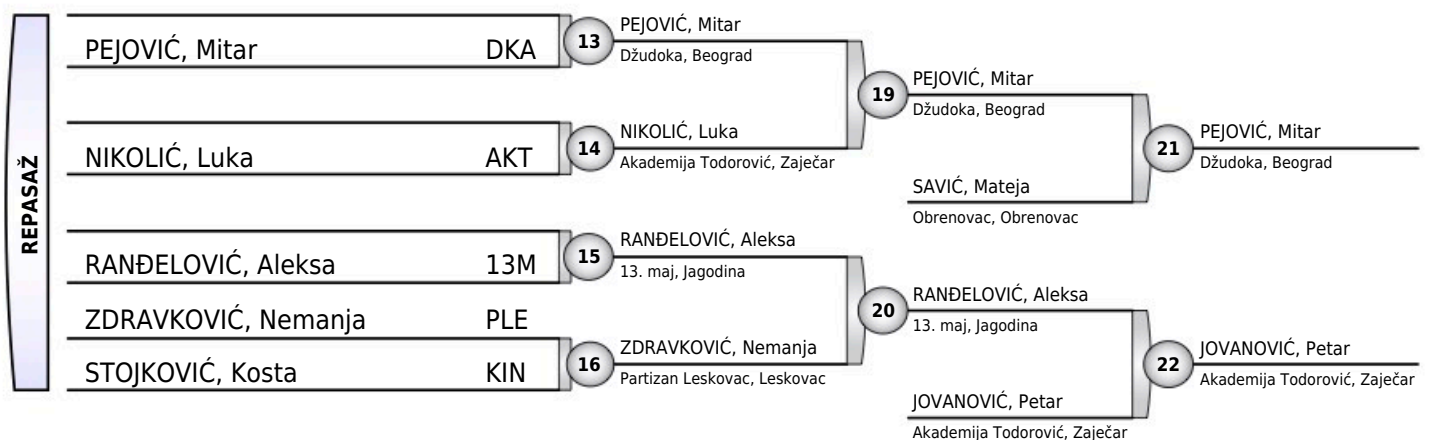 REPASAŽ
PEJOVIĆ, Mitar DKA
NIKOLIĆ, Luka AKT
RANĐELOVIĆ, Aleksa 13M
ZDRAVKOVIĆ, Nemanja PLE
STOJKOVIĆ, Kosta KIN
13
PEJOVIĆ, Mitar
Džudoka, Beograd
14
NIKOLIĆ, Luka
Akademija Todorović, Zaječar
15
RANĐELOVIĆ, Aleksa
13. maj, Jagodina
16
ZDRAVKOVIĆ, Nemanja
Partizan Leskovac, Leskovac
19
PEJOVIĆ, Mitar
Džudoka, Beograd
SAVIĆ, Mateja
Obrenovac, Obrenovac
20
RANĐELOVIĆ, Aleksa
13. maj, Jagodina
JOVANOVIĆ, Petar
Akademija Todorović, Zaječar
21
PEJOVIĆ, Mitar
Džudoka, Beograd
22
JOVANOVIĆ, Petar
Akademija Todorović, Zaječar